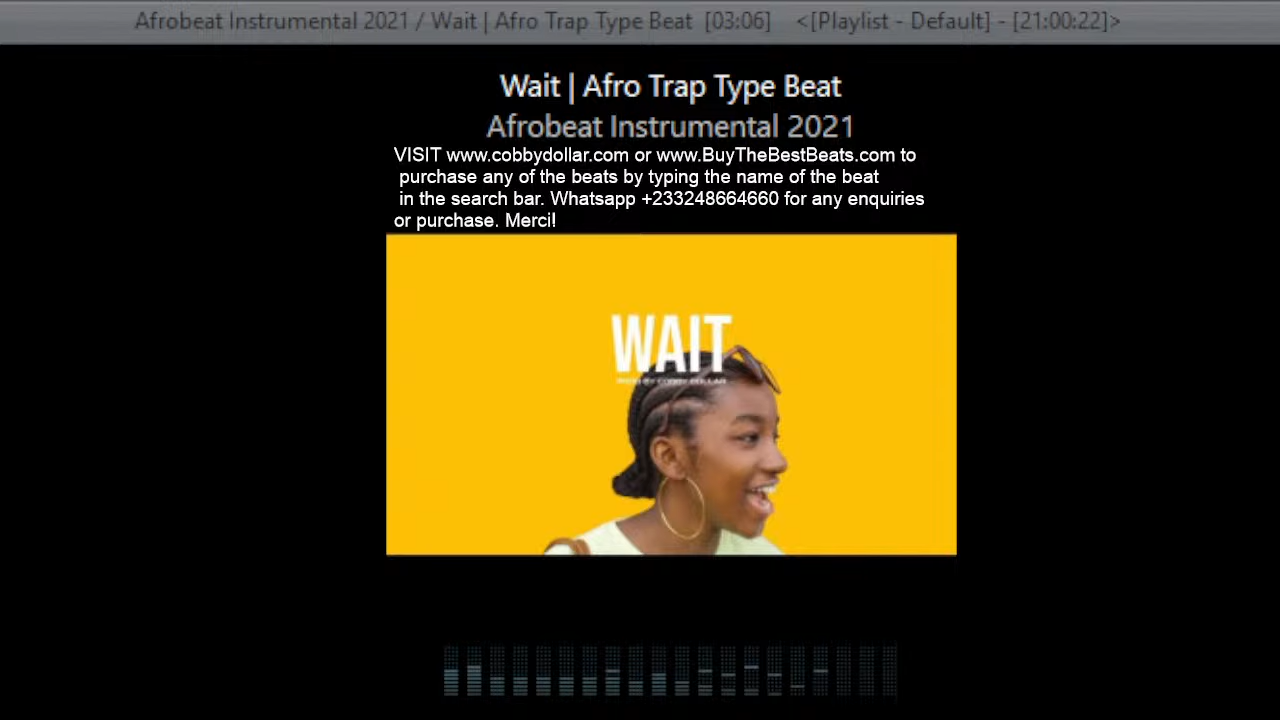 Afrobeat Instrumental 2021 / Wait | Afro Trap Type Beat [03:06] <[Playlist - Default] - [21:00:22]>
Wait | Afro Trap Type Beat
Afrobeat Instrumental 2021
VISIT www.cobbydollar.com or www.BuyTheBestBeats.com to
purchase any of the beats by typing the name of the beat
in the search bar. Whatsapp +233248664660 for any enquiries
or purchase. Merci!
WAIT
COBBY DOLLAR